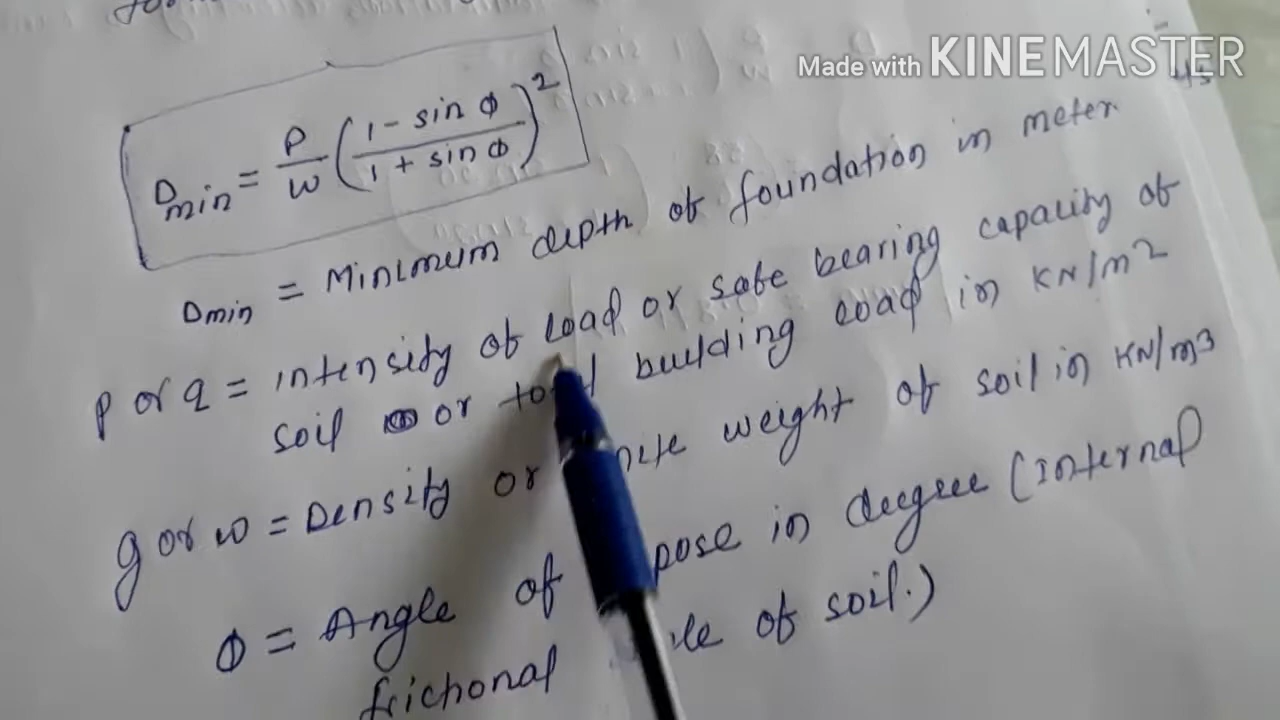 Made with KINEMASTER
Dmin = P/W (1 - sin φ / 1 + sin φ)²
Dmin = Minimum depth of foundation in meter
P or q = intensity of load or safe bearing capacity of
soil or total building load in KN/m²
g or w = Density or weight of soil in KN/m³
φ = Angle of in degree (Internal
frictional of soil.)